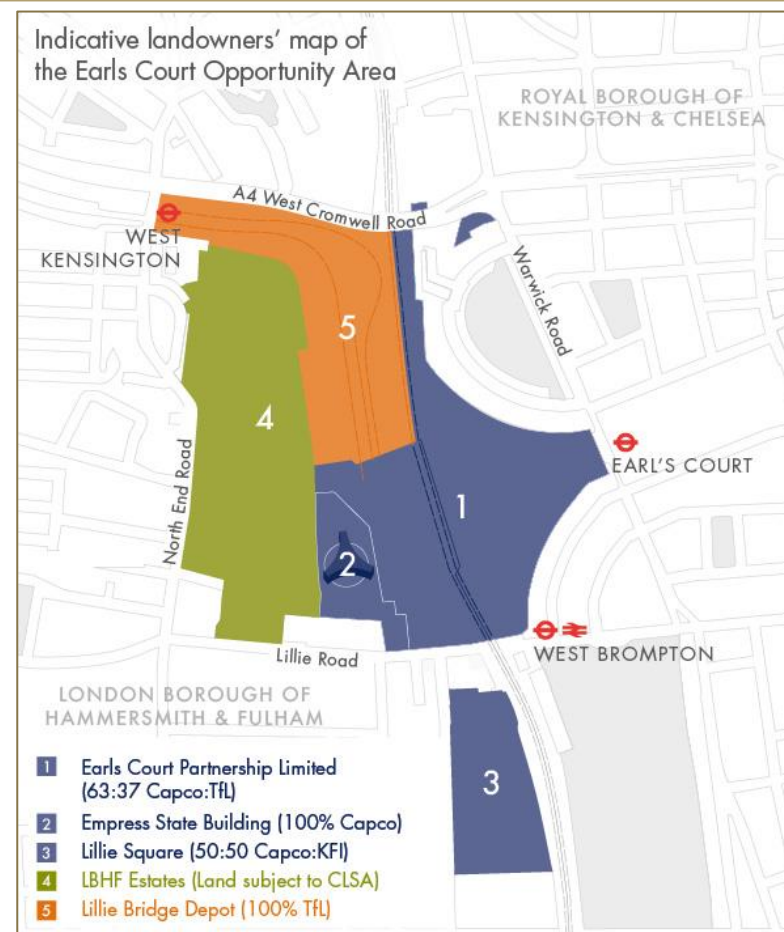 Indicative landowners' map of
the Earls Court Opportunity Area
ROYAL BOROUGH OF
KENSINGTON & CHELSEA
A4 West Cromwell Road
WEST
KENSINGTON
Warwick Road
5
4
North End Road
EARL'S COURT
1
2
WEST BROMPTON
Lillie Road
LONDON BOROUGH OF
HAMMERSMITH & FULHAM
3
1 Earls Court Partnership Limited
(63:37 Capco:TfL)
2 Empress State Building (100% Capco)
3 Lillie Square (50:50 Capco:KFI)
4 LBHF Estates (Land subject to CLSA)
5 Lillie Bridge Depot (100% TfL)